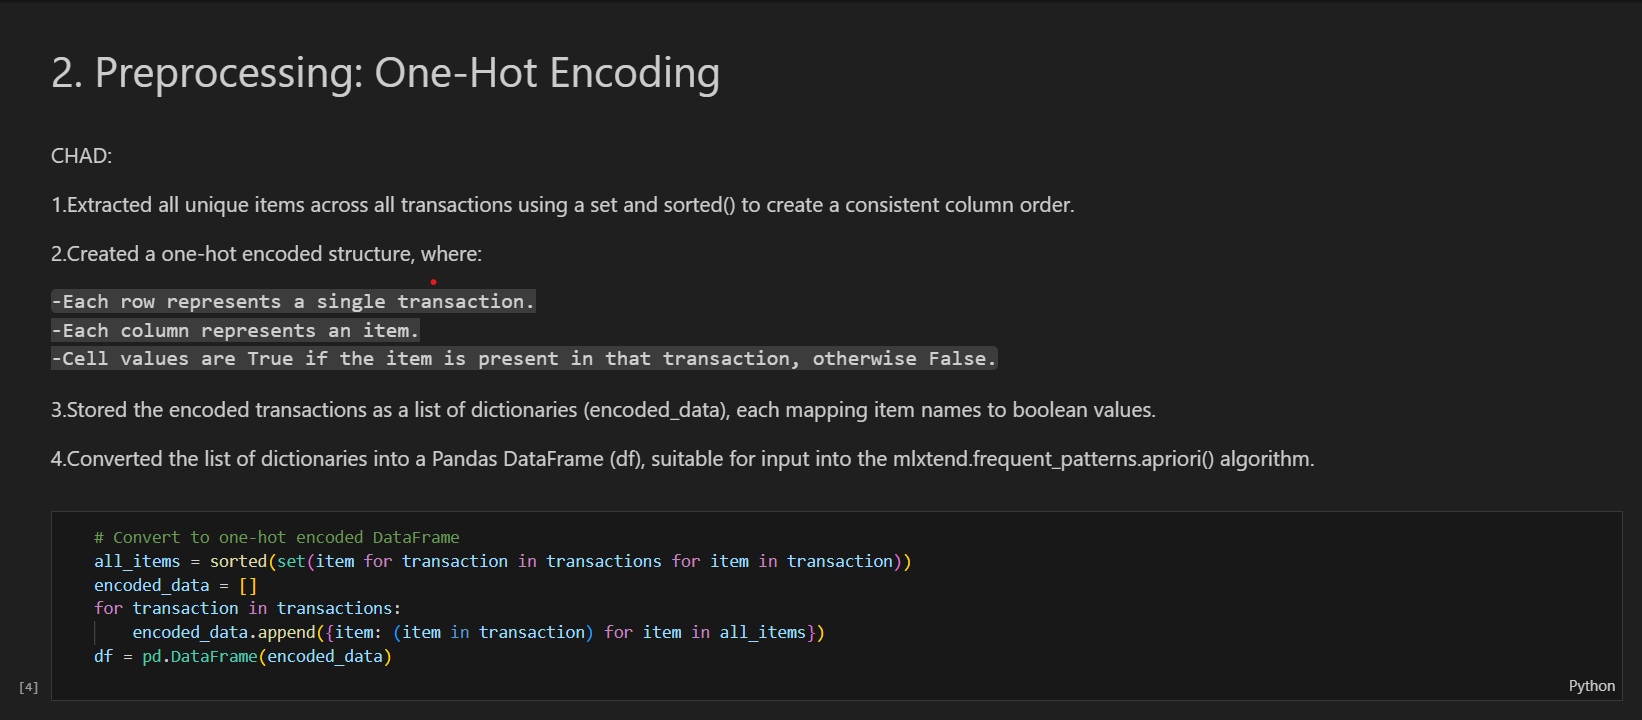 2. Preprocessing: One-Hot Encoding
CHAD:
1.Extracted all unique items across all transactions using a set and sorted() to create a consistent column order.
2.Created a one-hot encoded structure, where:
-Each row represents a single transaction.
-Each column represents an item.
-Cell values are True if the item is present in that transaction, otherwise False.
3.Stored the encoded transactions as a list of dictionaries (encoded_data), each mapping item names to boolean values.
4.Converted the list of dictionaries into a Pandas DataFrame (df), suitable for input into the mlxtend.frequent_patterns.apriori() algorithm.
# Convert to one-hot encoded DataFrame
all_items = sorted(set(item for transaction in transactions for item in transaction))
encoded_data = []
for transaction in transactions:
    encoded_data.append({item: (item in transaction) for item in all_items})
df = pd.DataFrame(encoded_data)
[4]
Python